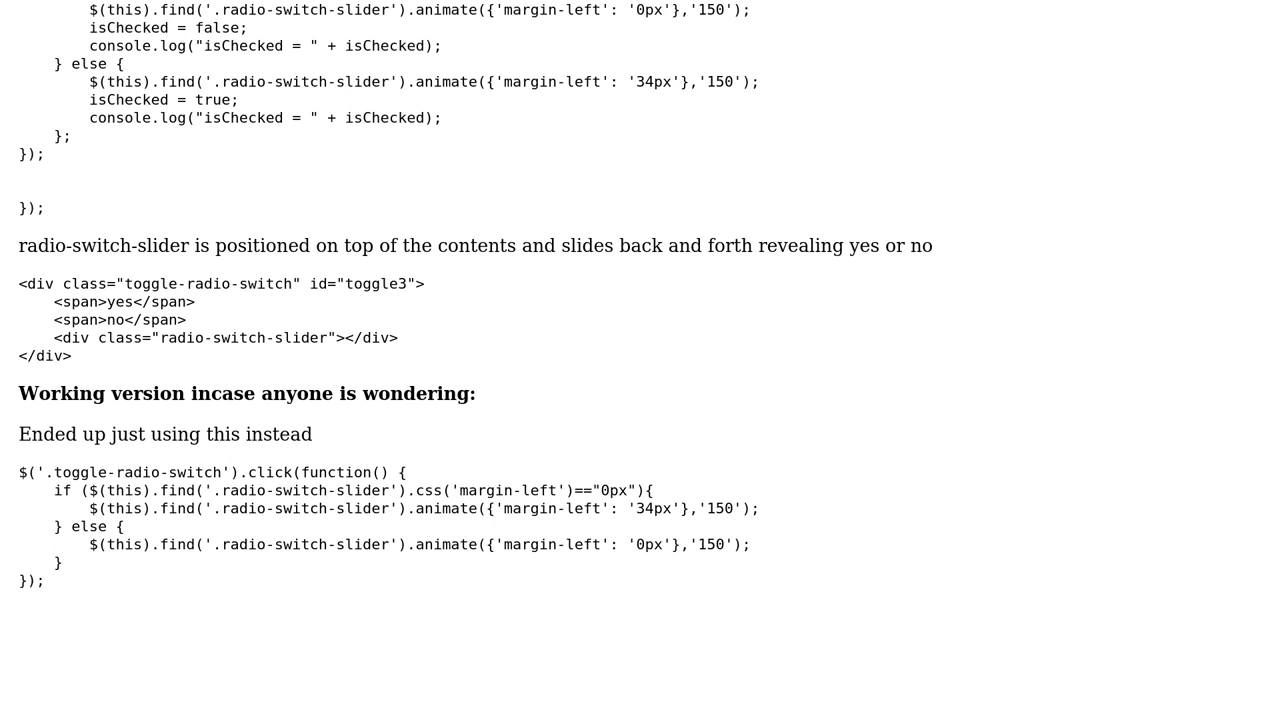 $(this).find('.radio-switch-slider').animate({'margin-left': '0px'},'150');
        isChecked = false;
        console.log("isChecked = " + isChecked);
    } else {
        $(this).find('.radio-switch-slider').animate({'margin-left': '34px'},'150');
        isChecked = true;
        console.log("isChecked = " + isChecked);
    };
});
});
radio-switch-slider is positioned on top of the contents and slides back and forth revealing yes or no
<div class="toggle-radio-switch" id="toggle3">
    <span>yes</span>
    <span>no</span>
    <div class="radio-switch-slider"></div>
</div>
Working version incase anyone is wondering:
Ended up just using this instead
$('.toggle-radio-switch').click(function() {
    if ($(this).find('.radio-switch-slider').css('margin-left')=="0px"){
        $(this).find('.radio-switch-slider').animate({'margin-left': '34px'},'150');
    } else {
        $(this).find('.radio-switch-slider').animate({'margin-left': '0px'},'150');
    }
});